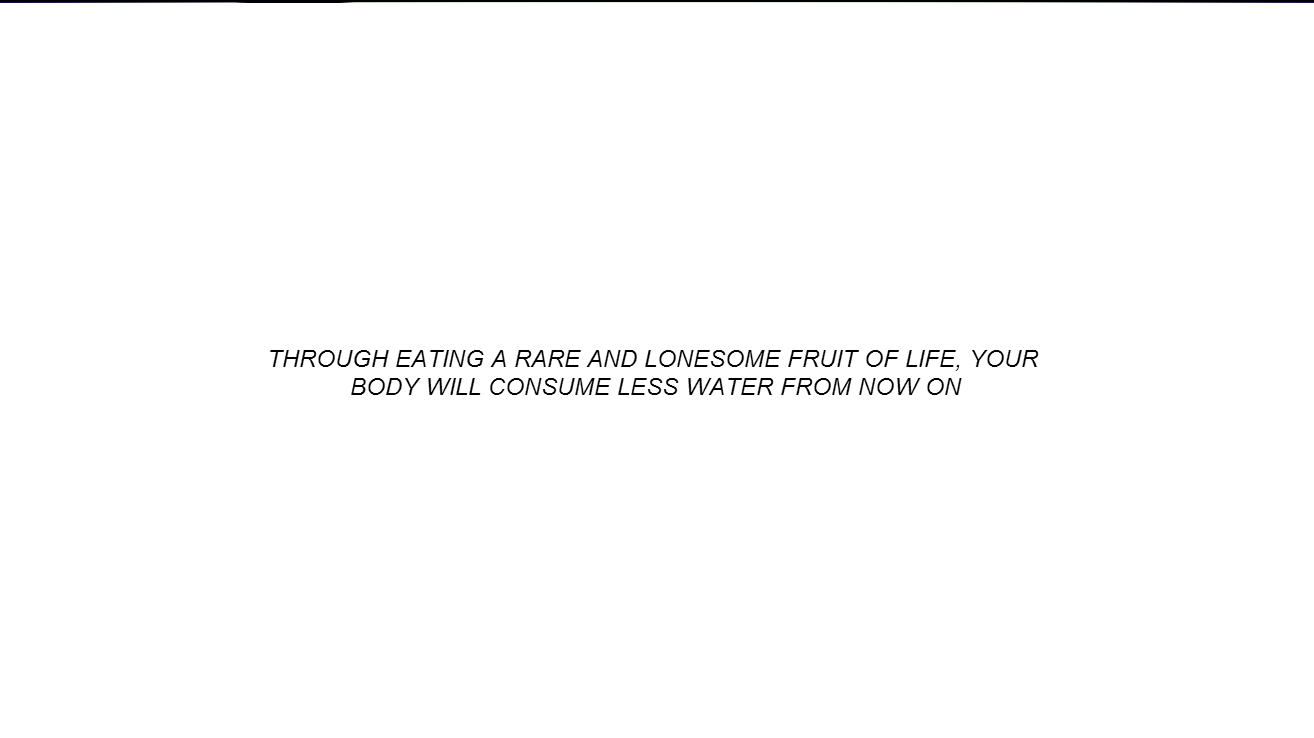 THROUGH EATING A RARE AND LONESOME FRUIT OF LIFE, YOUR
BODY WILL CONSUME LESS WATER FROM NOW ON